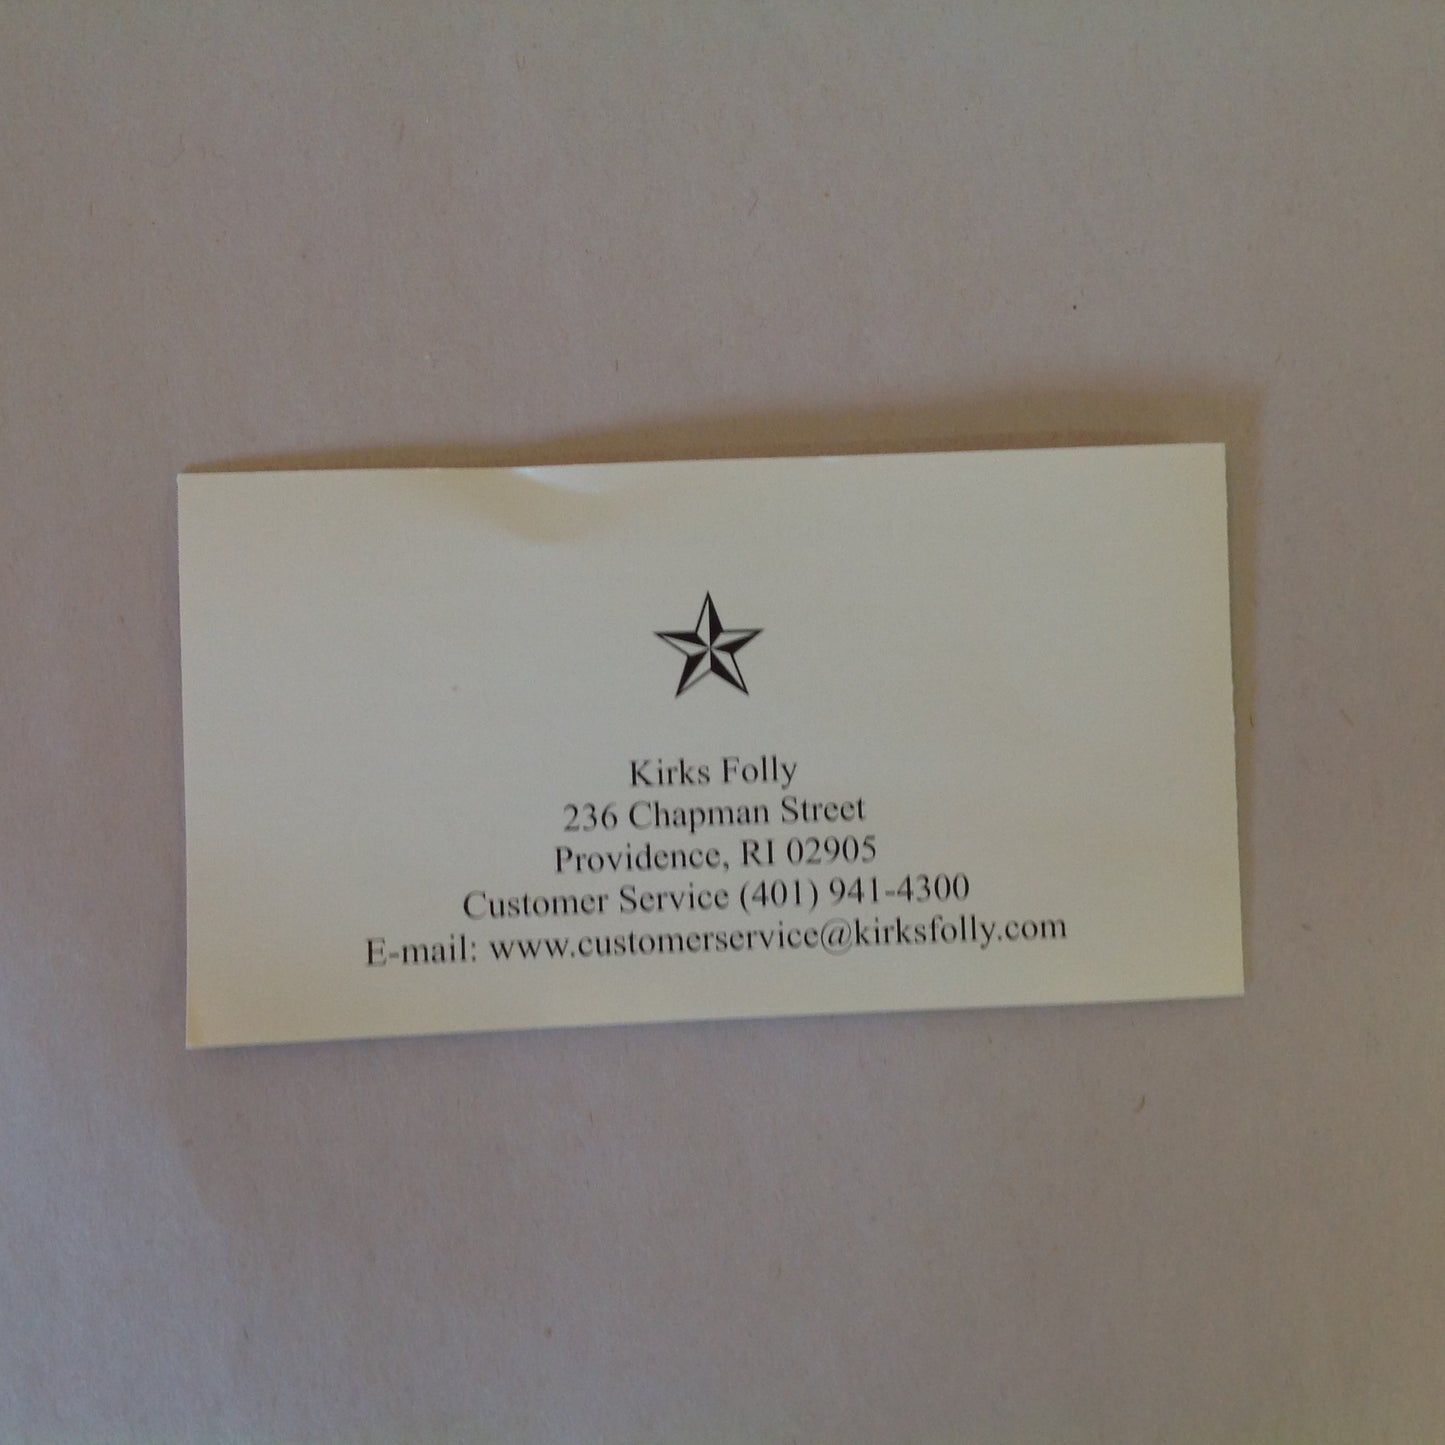 Kirks Folly
236 Chapman Street
Providence, RI 02905
Customer Service (401) 941-4300
E-mail: www.customerservice@kirksfolly.com